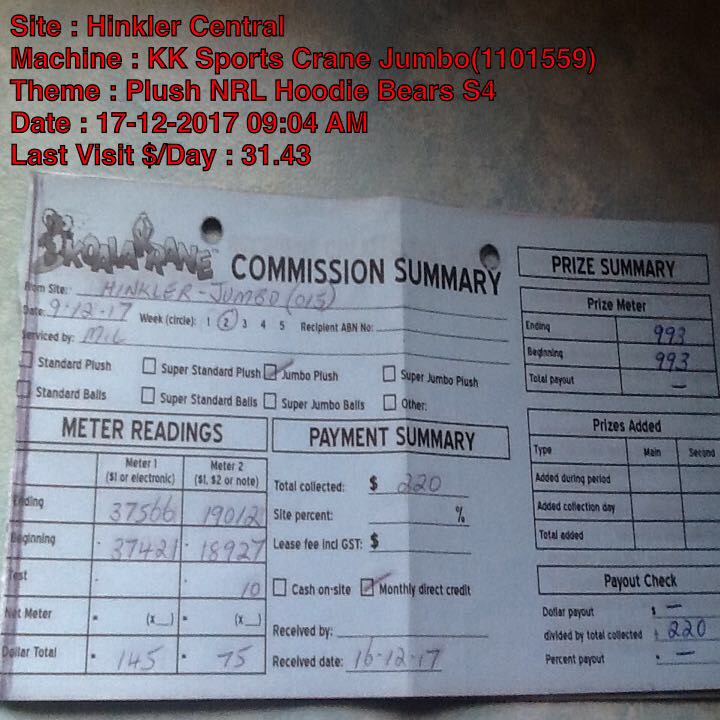 Site : Hinkler Central
Machine : KK Sports Crane Jumbo(1101559)
Theme : Plush NRL Hoodie Bears S4
Date : 17-12-2017 09:04 AM
Last Visit $/Day : 31.43
KOALA KRANE COMMISSION SUMMARY
From Site: HINKLER-JUMBO (015)
Date: 9-12-17 Week (circle): 1 2 3 4 5 Recipient ABN No:
Serviced by: MIL
Standard Plush Super Standard Plush Jumbo Plush Super Jumbo Plush
Standard Balls Super Standard Balls Super Jumbo Balls Other:
METER READINGS
Meter 1 Meter 2
($1 or electronic) ($1, $2 or note)
Ending 37566 19012
Beginning - 37421 - 18927
Test - 10
Net Meter = (x__) = (x__)
Dollar Total = 145 = 75
PAYMENT SUMMARY
Total collected: $ 220
Site percent: %
Lease fee incl GST: $
Cash on-site Monthly direct credit
Received by:
Received date: 16-12-17
PRIZE SUMMARY
Prize Meter
Ending 993
Beginning 993
Total payout –
Prizes Added
Type Main Second
Added during period
Added collection day
Total added
Payout Check
Dollar payout $ –
divided by total collected $ 220
Percent payout = –